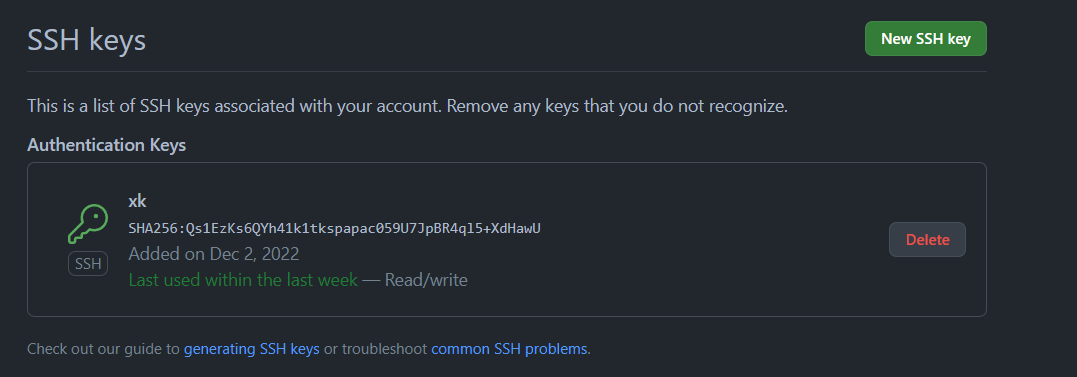 SSH keys
New SSH key
This is a list of SSH keys associated with your account. Remove any keys that you do not recognize.
Authentication Keys
xk
SHA256:Qs1EzKs6QYh41k1tkspapac059U7JpBR4ql5+XdHawU
Added on Dec 2, 2022
Last used within the last week — Read/write
SSH
Delete
Check out our guide to generating SSH keys or troubleshoot common SSH problems.